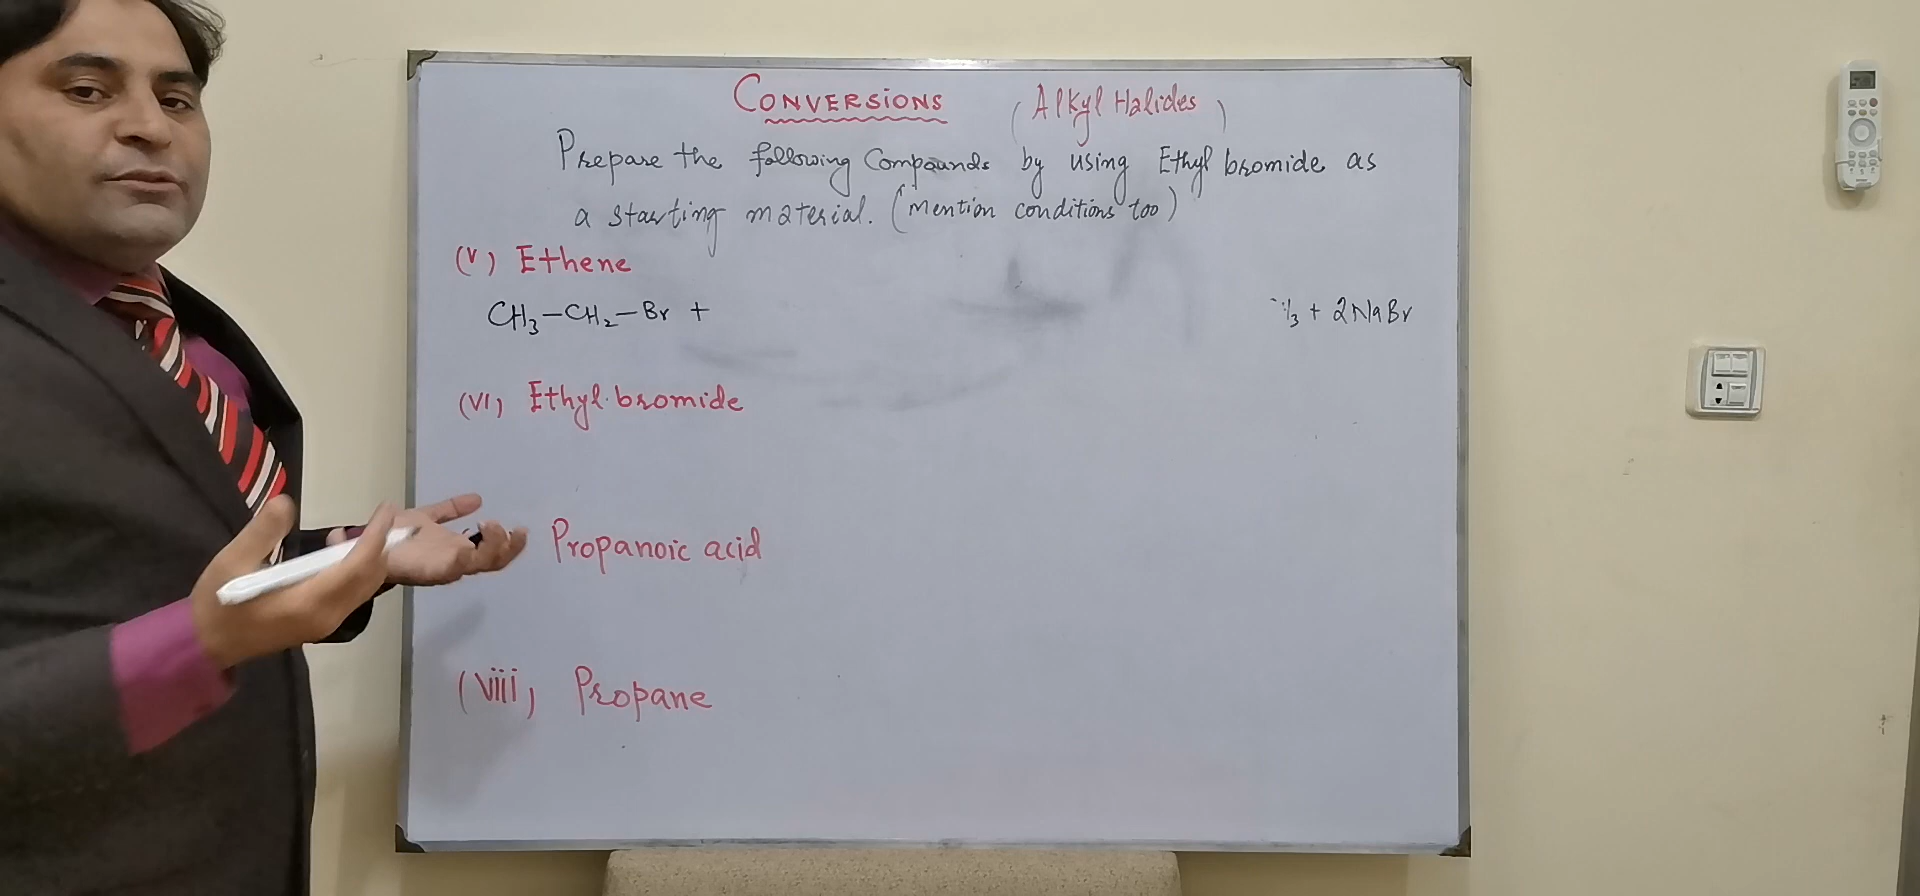 CONVERSIONS (Alkyl Halides)
Prepare the following Compounds by using Ethyl bromide as
a starting material. (Mention conditions too)
(V) Ethene
CH₃–CH₂–Br + ₃ + 2NaBr
(VI) Ethyl bromide
Propanoic acid
(viii) Propane